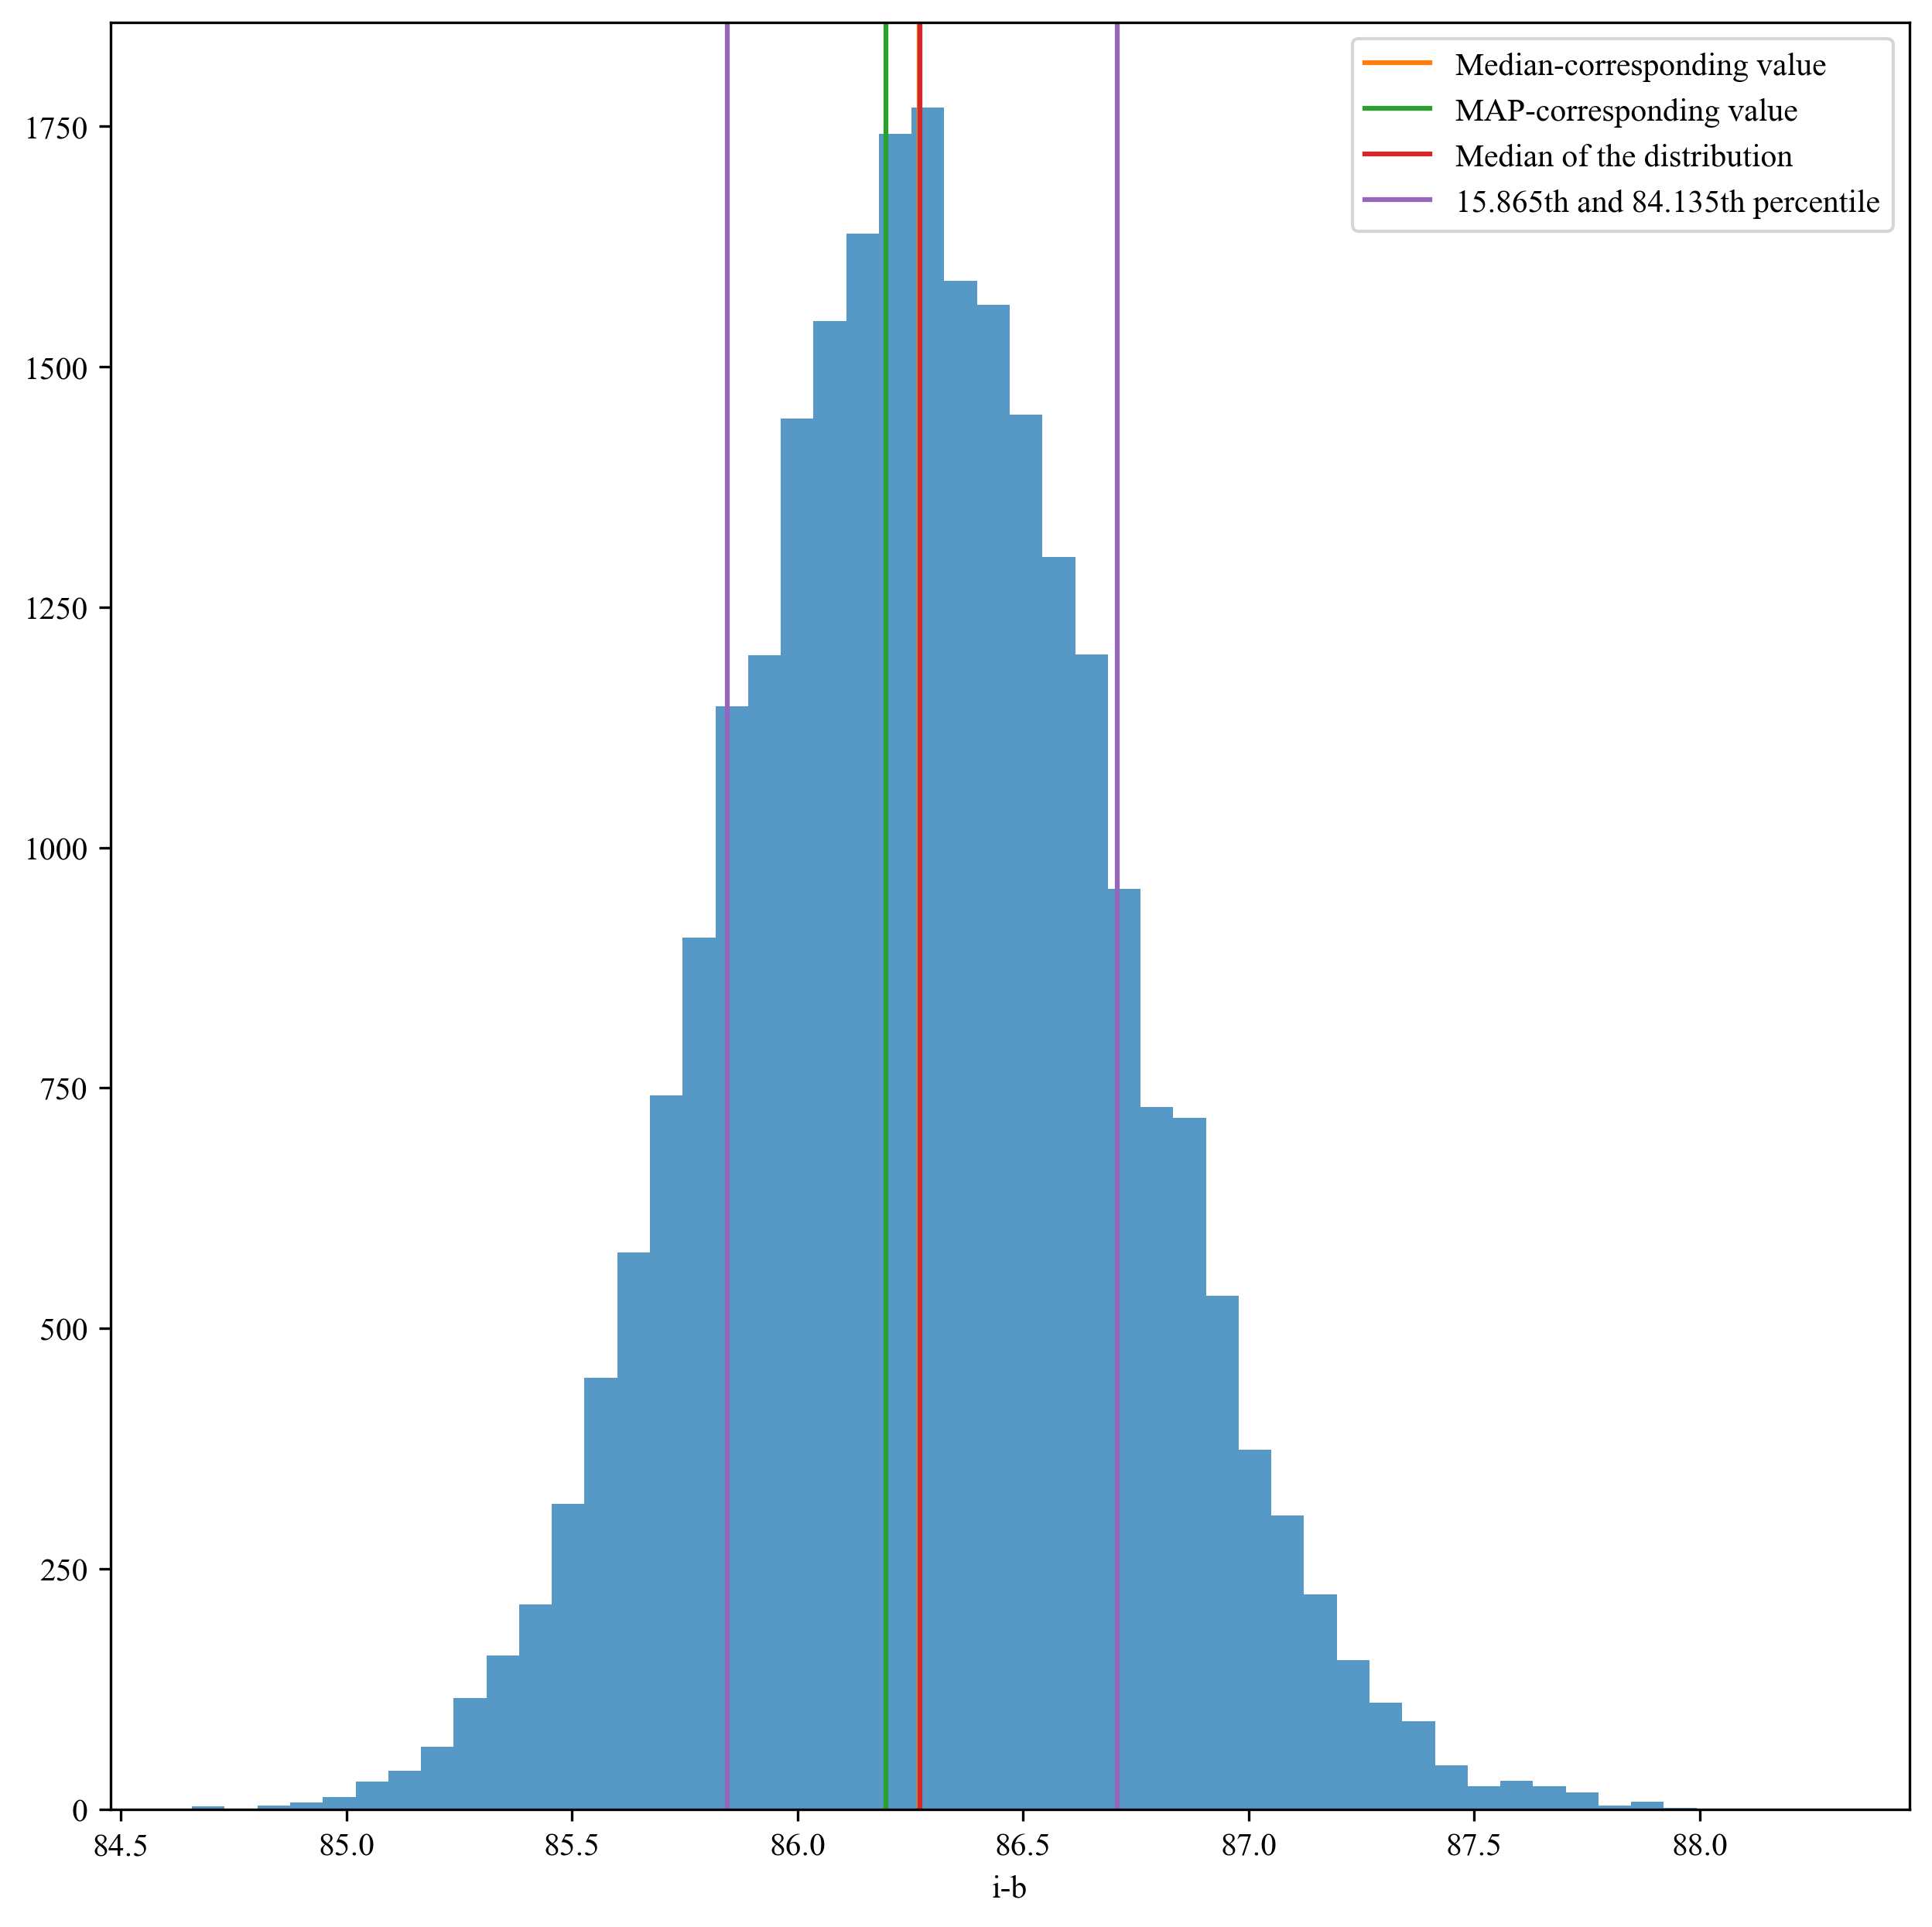 Median-corresponding value
MAP-corresponding value
Median of the distribution
15.865th and 84.135th percentile
1750
1500
1250
1000
750
500
250
0
84.5 85.0 85.5 86.0 86.5 87.0 87.5 88.0
i-b